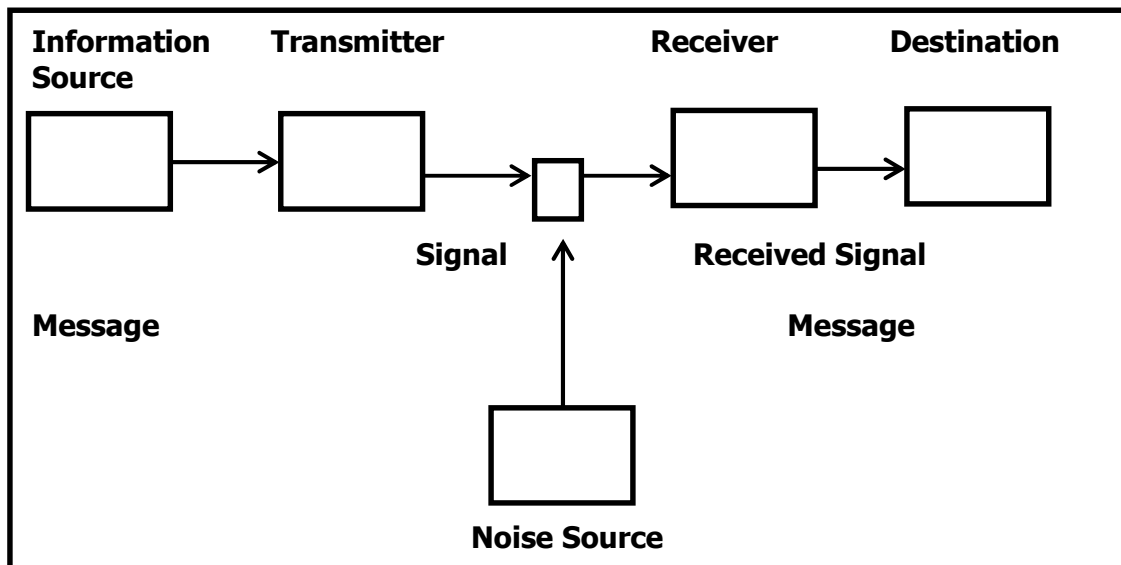 Information
Source
Transmitter
Receiver
Destination
Signal
Received Signal
Message
Message
Noise Source